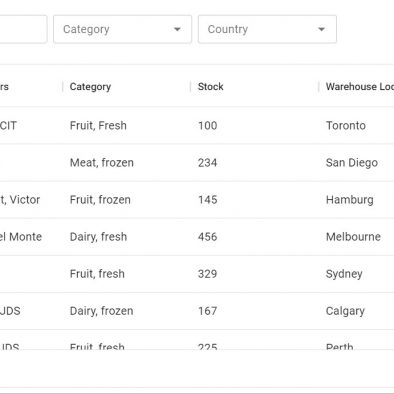 Category Country
rs Category Stock Warehouse Loc
CIT Fruit, Fresh 100 Toronto
Meat, frozen 234 San Diego
t, Victor Fruit, frozen 145 Hamburg
el Monte Dairy, fresh 456 Melbourne
Fruit, fresh 329 Sydney
JDS Dairy, frozen 167 Calgary
JDS Fruit, fresh 225 Perth